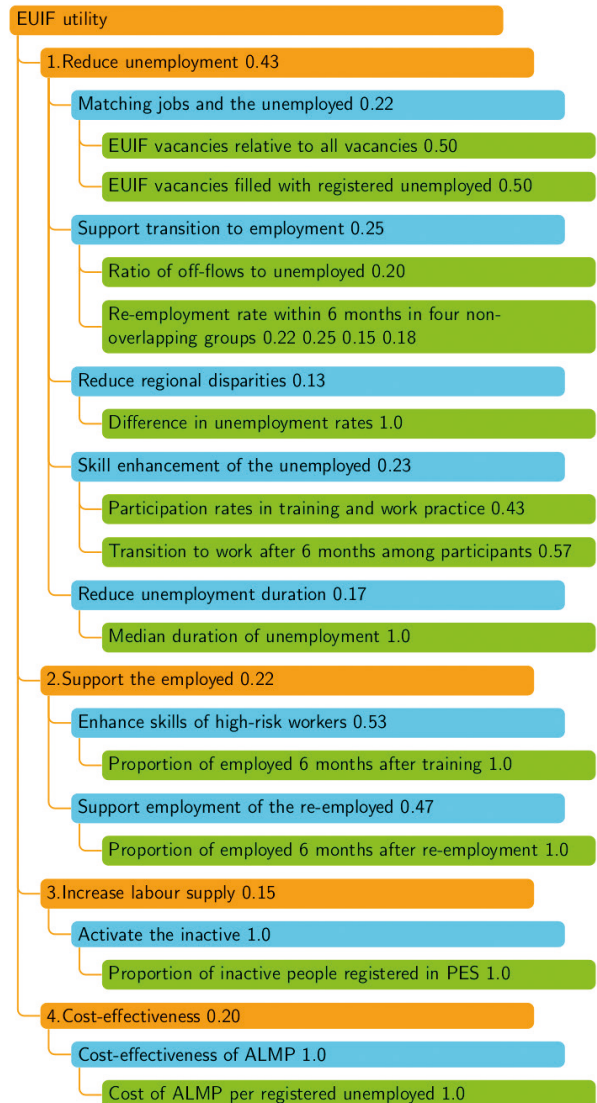 EUIF utility
1.Reduce unemployment 0.43
Matching jobs and the unemployed 0.22
EUIF vacancies relative to all vacancies 0.50
EUIF vacancies filled with registered unemployed 0.50
Support transition to employment 0.25
Ratio of off-flows to unemployed 0.20
Re-employment rate within 6 months in four non-
overlapping groups 0.22 0.25 0.15 0.18
Reduce regional disparities 0.13
Difference in unemployment rates 1.0
Skill enhancement of the unemployed 0.23
Participation rates in training and work practice 0.43
Transition to work after 6 months among participants 0.57
Reduce unemployment duration 0.17
Median duration of unemployment 1.0
2.Support the employed 0.22
Enhance skills of high-risk workers 0.53
Proportion of employed 6 months after training 1.0
Support employment of the re-employed 0.47
Proportion of employed 6 months after re-employment 1.0
3.Increase labour supply 0.15
Activate the inactive 1.0
Proportion of inactive people registered in PES 1.0
4.Cost-effectiveness 0.20
Cost-effectiveness of ALMP 1.0
Cost of ALMP per registered unemployed 1.0